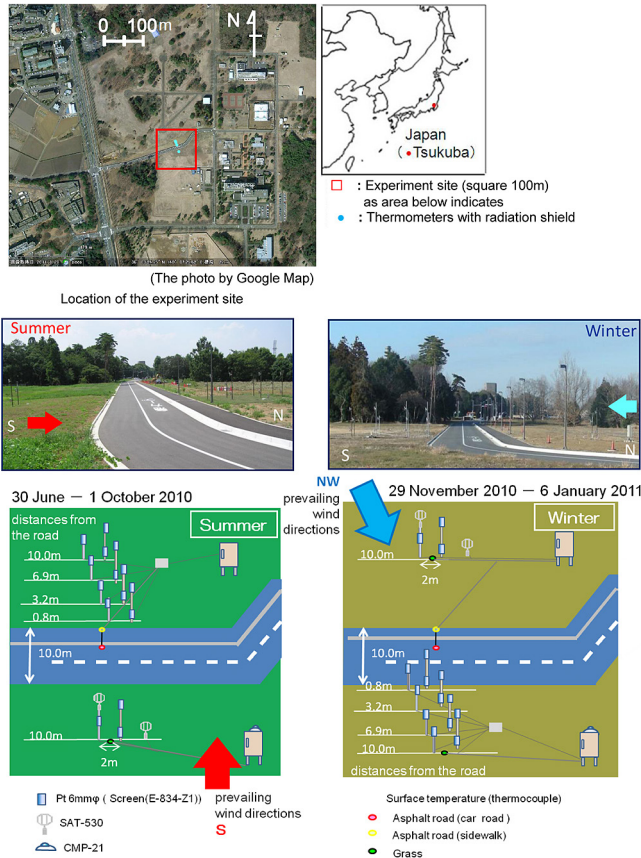 N
0 100m
Japan
( • Tsukuba)
: Experiment site (square 100m)
as area below indicates
: Thermometers with radiation shield
(The photo by Google Map)
Location of the experiment site
Summer
S
N
Winter
S
N
30 June － 1 October 2010
NW
prevailing
wind
directions
29 November 2010 － 6 January 2011
distances from
the road
Summer
10.0m
6.9m
3.2m
0.8m
10.0m
10.0m
2m
Winter
10.0m
2m
10.0m
0.8m
3.2m
6.9m
10.0m
distances from the road
Pt 6mmφ ( Screen(E-834-Z1))
SAT-530
CMP-21
prevailing
wind directions
S
Surface temperature (thermocouple)
Asphalt road (car road)
Asphalt road (sidewalk)
Grass